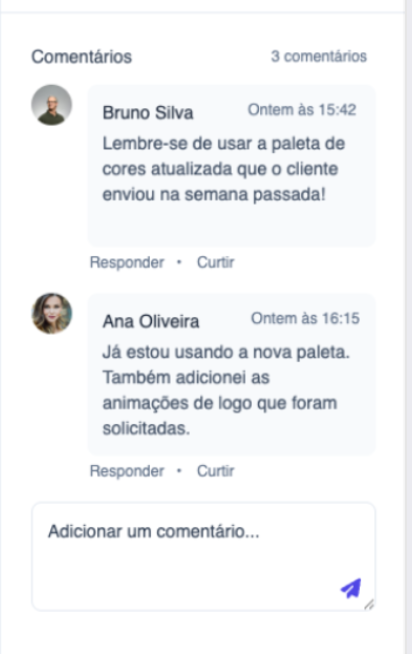 Comentários 3 comentários
Bruno Silva Ontem às 15:42
Lembre-se de usar a paleta de
cores atualizada que o cliente
enviou na semana passada!
Responder • Curtir
Ana Oliveira Ontem às 16:15
Já estou usando a nova paleta.
Também adicionei as
animações de logo que foram
solicitadas.
Responder • Curtir
Adicionar um comentário...